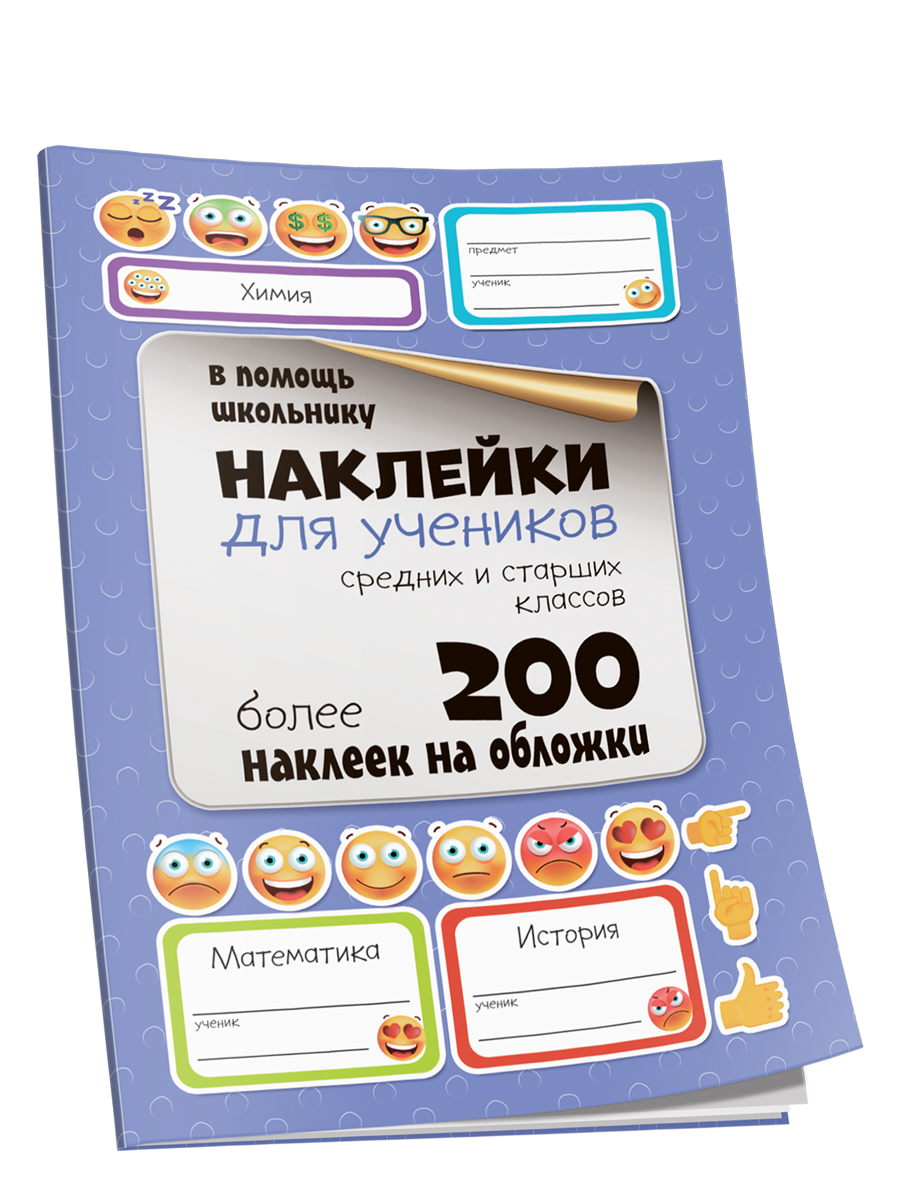 z z z
$ $
предмет
ученик
Химия
В ПОМОЩЬ
ШКОЛЬНИКУ
НАКЛЕЙКИ
для учеников
средних и старших
классов
более 200
наклеек на обложки
Математика
ученик
История
ученик